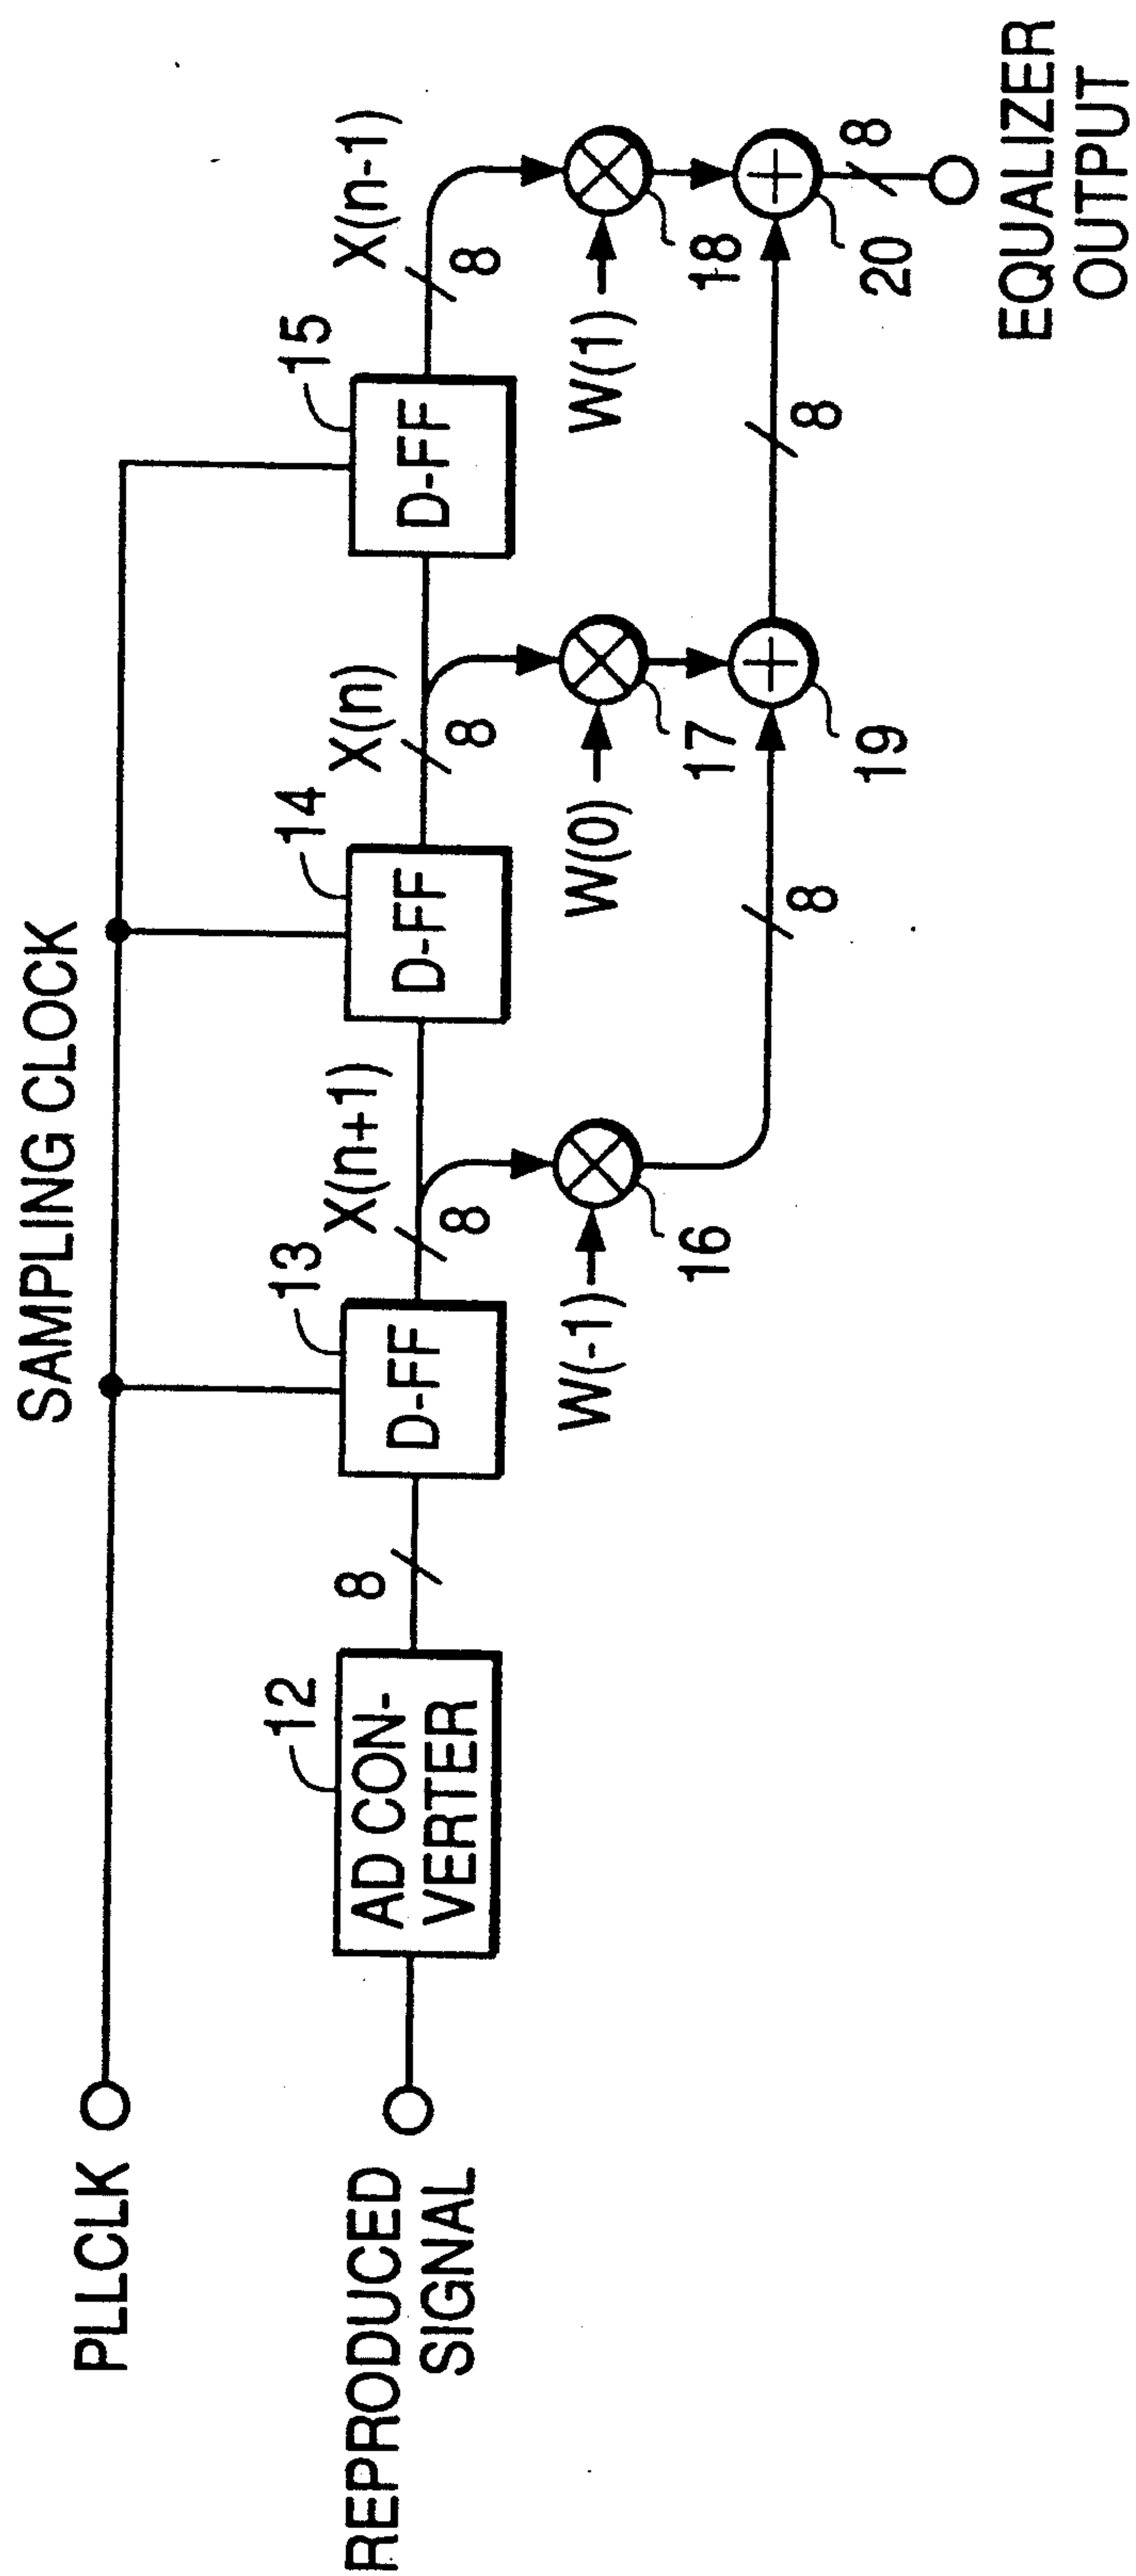 SAMPLING CLOCK
PLLCLK
REPRODUCED
SIGNAL
12
AD CON-
VERTER
8
13
D-FF
X(n+1)
8
14
D-FF
X(n)
8
15
D-FF
X(n-1)
8
W(-1)
16
W(0)
17
W(1)
18
8
19
8
20
8
EQUALIZER
OUTPUT